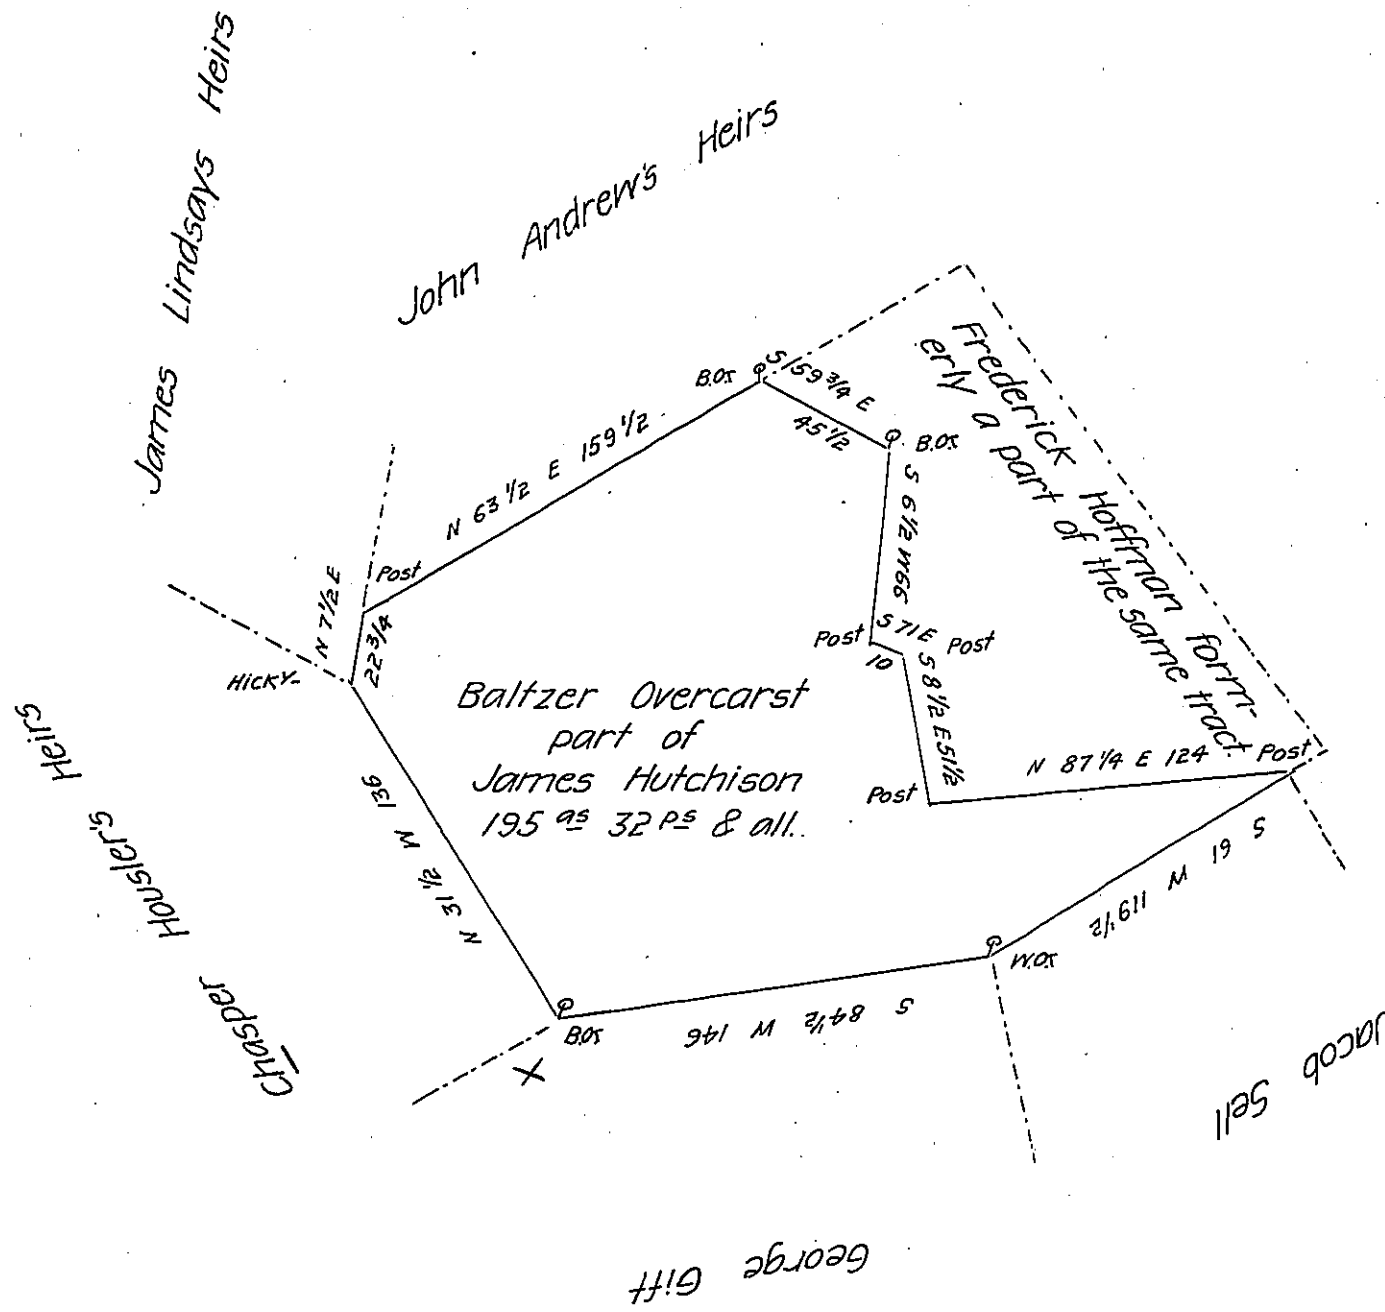 James Lindsays Heirs
John Andrew's Heirs
B.O.
S 159 3/4 E
45 1/2
B.O.
Frederick Hoffman form-
erly a part of the same tract.
N 63 1/2 E 159 1/2
S 6 1/2 W 66
Post
N 7 1/2 E
22 3/4
HICKY-
Post
S 71 E
10
Post
S 8 1/2 E 51 1/2
Baltzer Overcarst
part of
James Hutchison
195 as 32 ps & all.
Post
N 87 1/4 E 124
Post
S 61 W 119 1/2
Chasper Housler's Heirs
N 31 1/2 W 136
W.O.
B.O.
S 84 1/2 W 146
X
Jacob Sell
George Gift